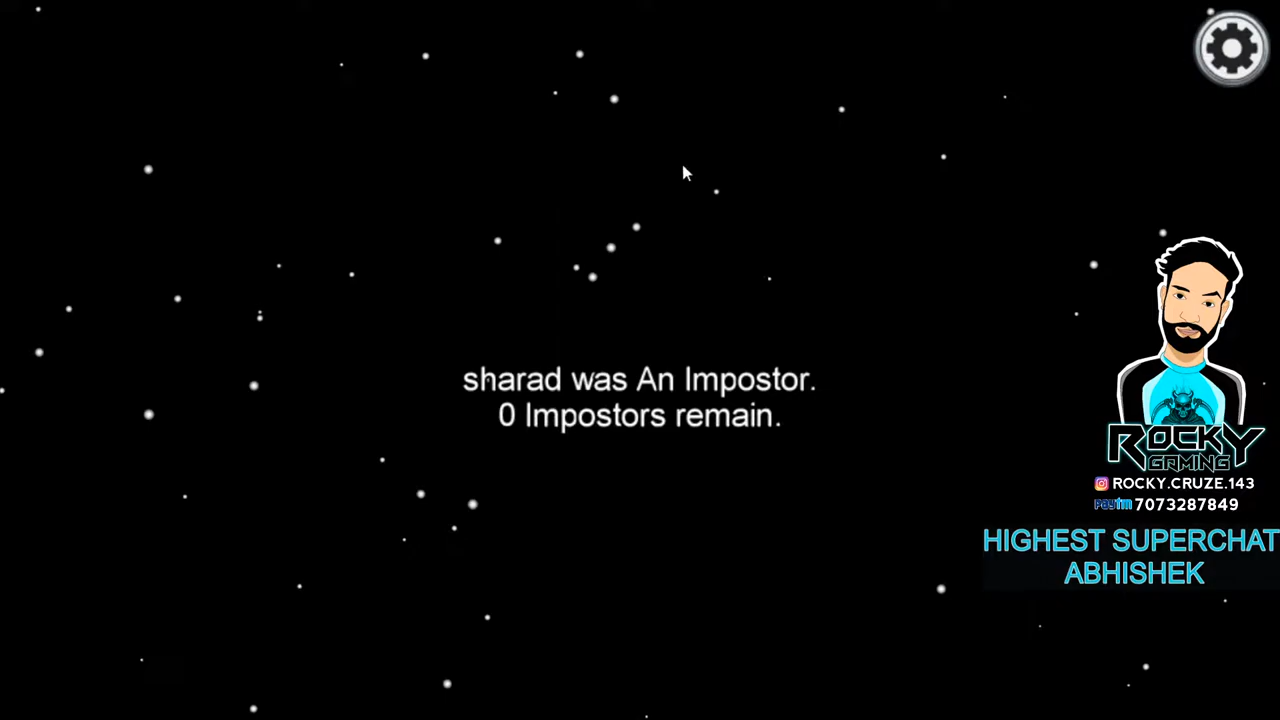 sharad was An Impostor.
0 Impostors remain.
ROCKY
GAMING
ROCKY.CRUZE.143
paytm 7073287849
HIGHEST SUPERCHAT
ABHISHEK